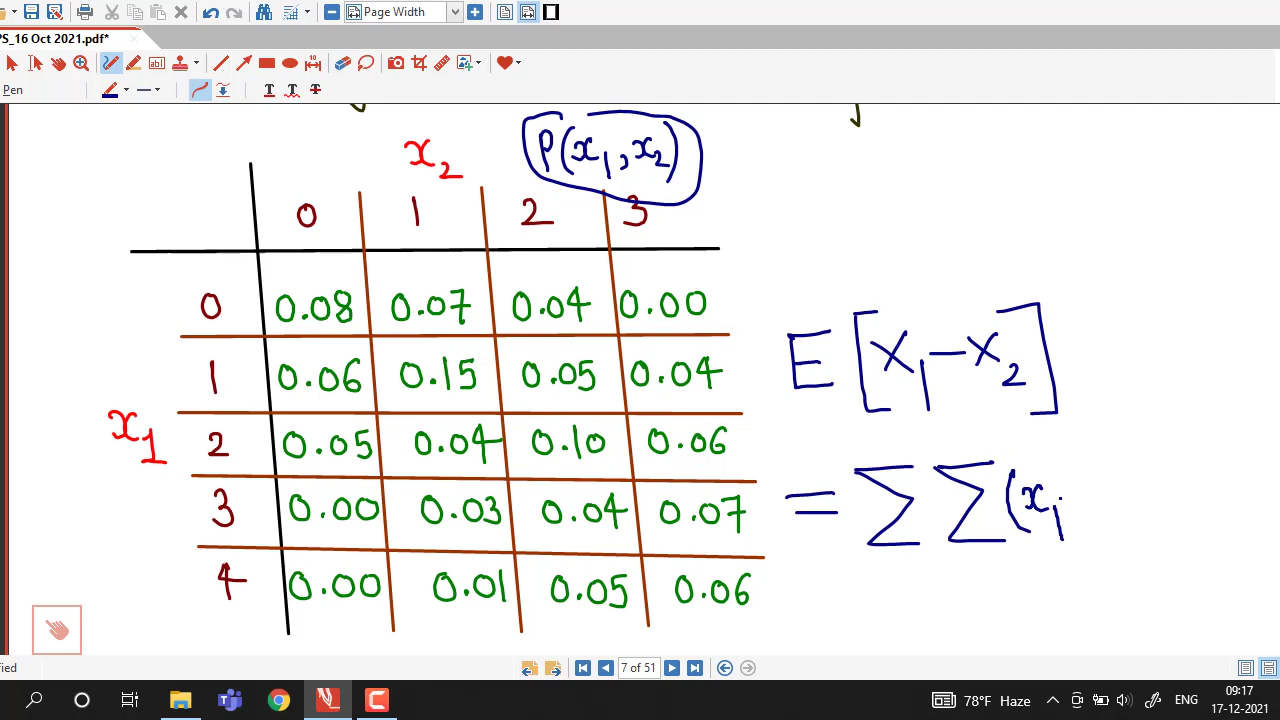 Page Width
PS_16 Oct 2021.pdf*
Pen
P(x1, x2)
x2
0 1 2 3
0 0.08 0.07 0.04 0.00
1 0.06 0.15 0.05 0.04
x1
2 0.05 0.04 0.10 0.06
3 0.00 0.03 0.04 0.07
4 0.00 0.01 0.05 0.06
E[X1 - X2]
= ΣΣ(x1
fied
7 of 51
78°F Haze
ENG
09:17
17-12-2021